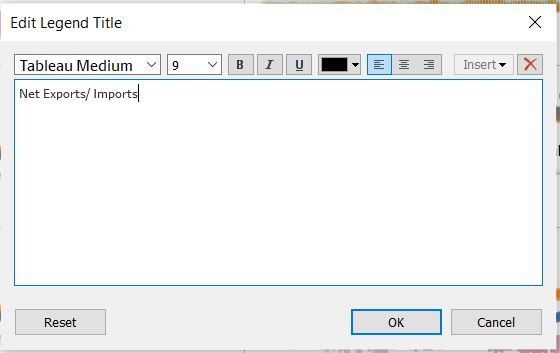 Edit Legend Title
Tableau Medium 9 B I U Insert
Net Exports/ Imports
Reset OK Cancel